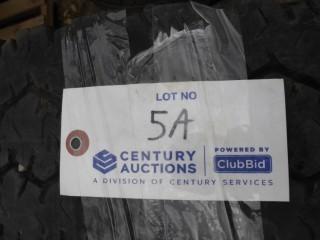 LOT NO
5A
CENTURY AUCTIONS
POWERED BY
ClubBid
A DIVISION OF CENTURY SERVICES